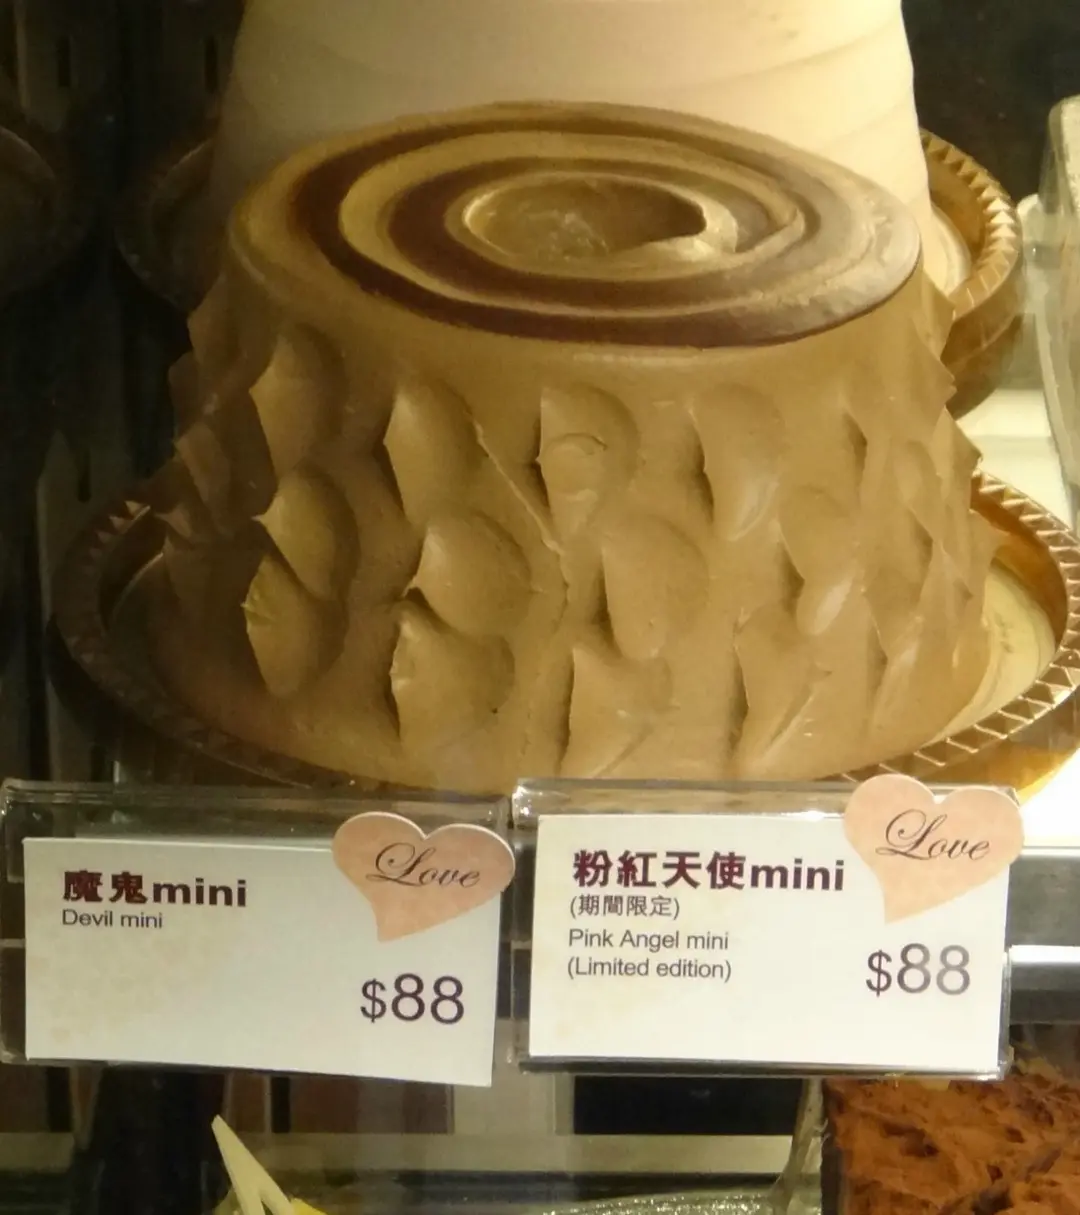 魔鬼mini
Devil mini
Love
$88
粉紅天使mini
(期間限定)
Pink Angel mini
(Limited edition)
Love
$88